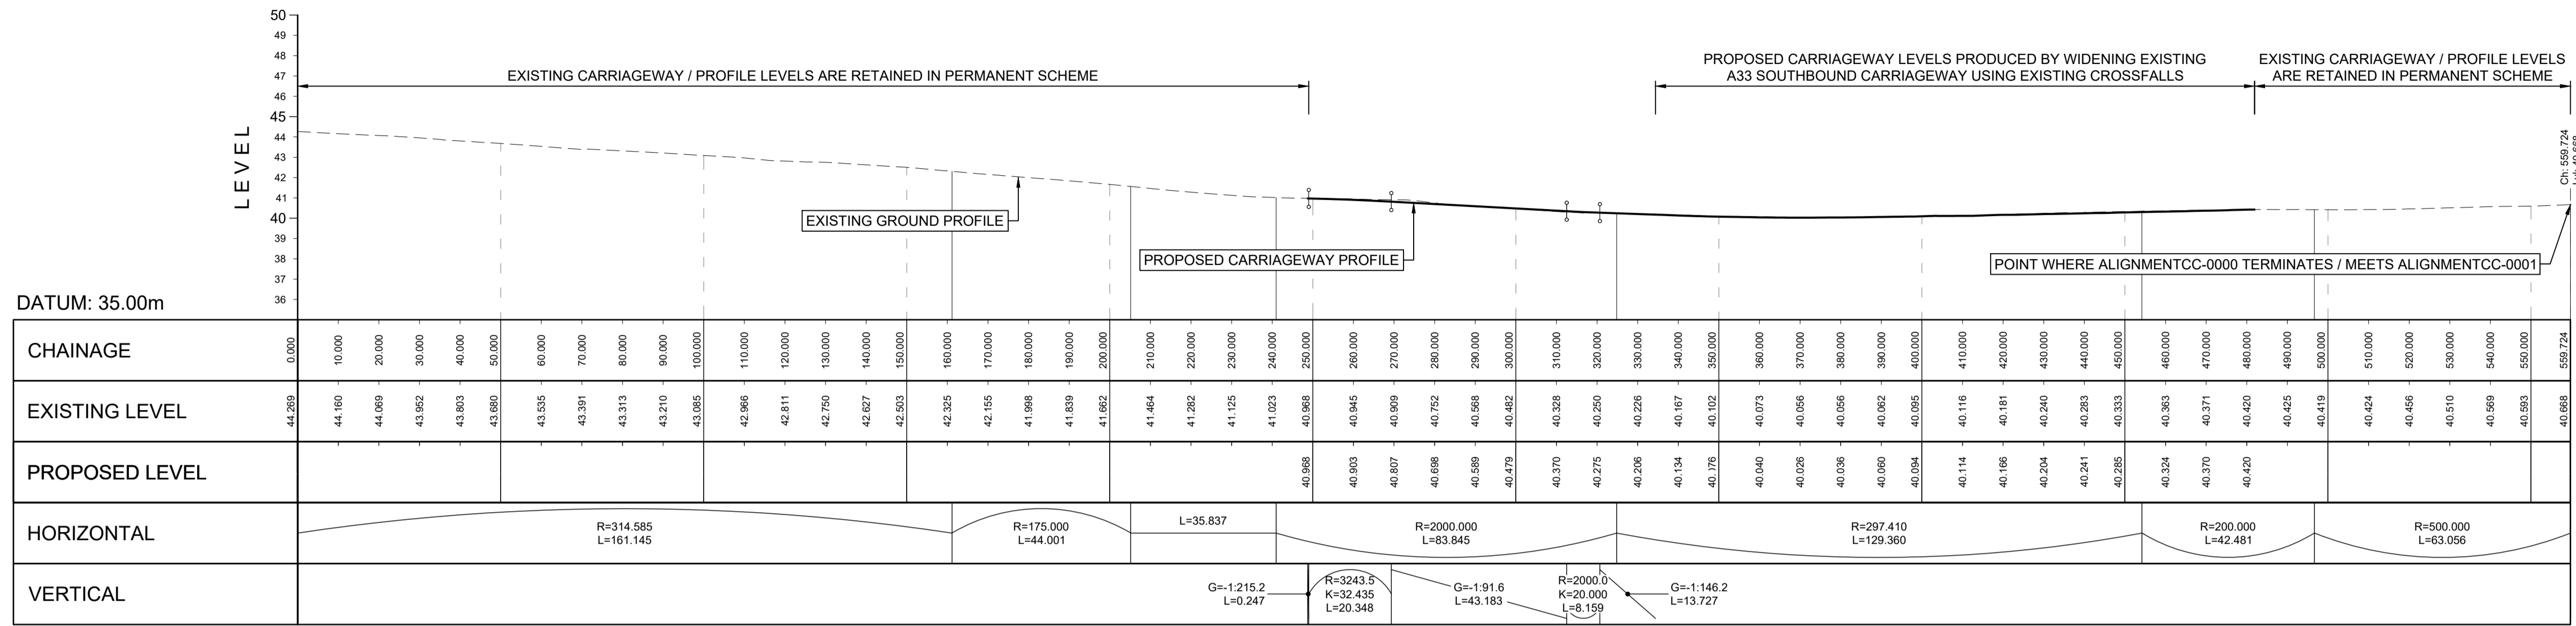 50
49
48
47
46
45
44
43
42
41
40
39
38
37
36
LEVEL
EXISTING CARRIAGEWAY / PROFILE LEVELS ARE RETAINED IN PERMANENT SCHEME
PROPOSED CARRIAGEWAY LEVELS PRODUCED BY WIDENING EXISTING
A33 SOUTHBOUND CARRIAGEWAY USING EXISTING CROSSFALLS
EXISTING CARRIAGEWAY / PROFILE LEVELS
ARE RETAINED IN PERMANENT SCHEME
Ch: 559.724
EXISTING GROUND PROFILE
PROPOSED CARRIAGEWAY PROFILE
POINT WHERE ALIGNMENTCC-0000 TERMINATES / MEETS ALIGNMENTCC-0001
DATUM: 35.00m
CHAINAGE 0.000 10.000 20.000 30.000 40.000 50.000 60.000 70.000 80.000 90.000 100.000 110.000 120.000 130.000 140.000 150.000 160.000 170.000 180.000 190.000 200.000 210.000 220.000 230.000 240.000 250.000 260.000 270.000 280.000 290.000 300.000 310.000 320.000 330.000 340.000 350.000 360.000 370.000 380.000 390.000 400.000 410.000 420.000 430.000 440.000 450.000 460.000 470.000 480.000 490.000 500.000 510.000 520.000 530.000 540.000 550.000 559.724
EXISTING LEVEL 44.269 44.160 44.069 43.952 43.803 43.680 43.535 43.391 43.313 43.210 43.085 42.966 42.811 42.750 42.627 42.503 42.325 42.155 41.998 41.839 41.662 41.464 41.282 41.125 41.023 40.968 40.945 40.909 40.752 40.568 40.482 40.328 40.250 40.226 40.167 40.102 40.073 40.056 40.056 40.062 40.095 40.116 40.181 40.240 40.283 40.333 40.363 40.371 40.420 40.425 40.419 40.424 40.456 40.510 40.569 40.593 40.668
PROPOSED LEVEL 40.968 40.903 40.807 40.698 40.589 40.479 40.370 40.275 40.206 40.134 40.040 40.026 40.036 40.060 40.094 40.114 40.166 40.204 40.241 40.285 40.324 40.370 40.420
HORIZONTAL
R=314.585
L=161.145
R=175.000
L=44.001
L=35.837
R=2000.000
L=83.845
R=297.410
L=129.360
R=200.000
L=42.481
R=500.000
L=63.056
VERTICAL
G=-1:215.2
L=0.247
R=3243.5
K=32.435
L=20.348
G=-1:91.6
L=43.183
R=2000.0
K=20.000
L=8.159
G=-1:146.2
L=13.727